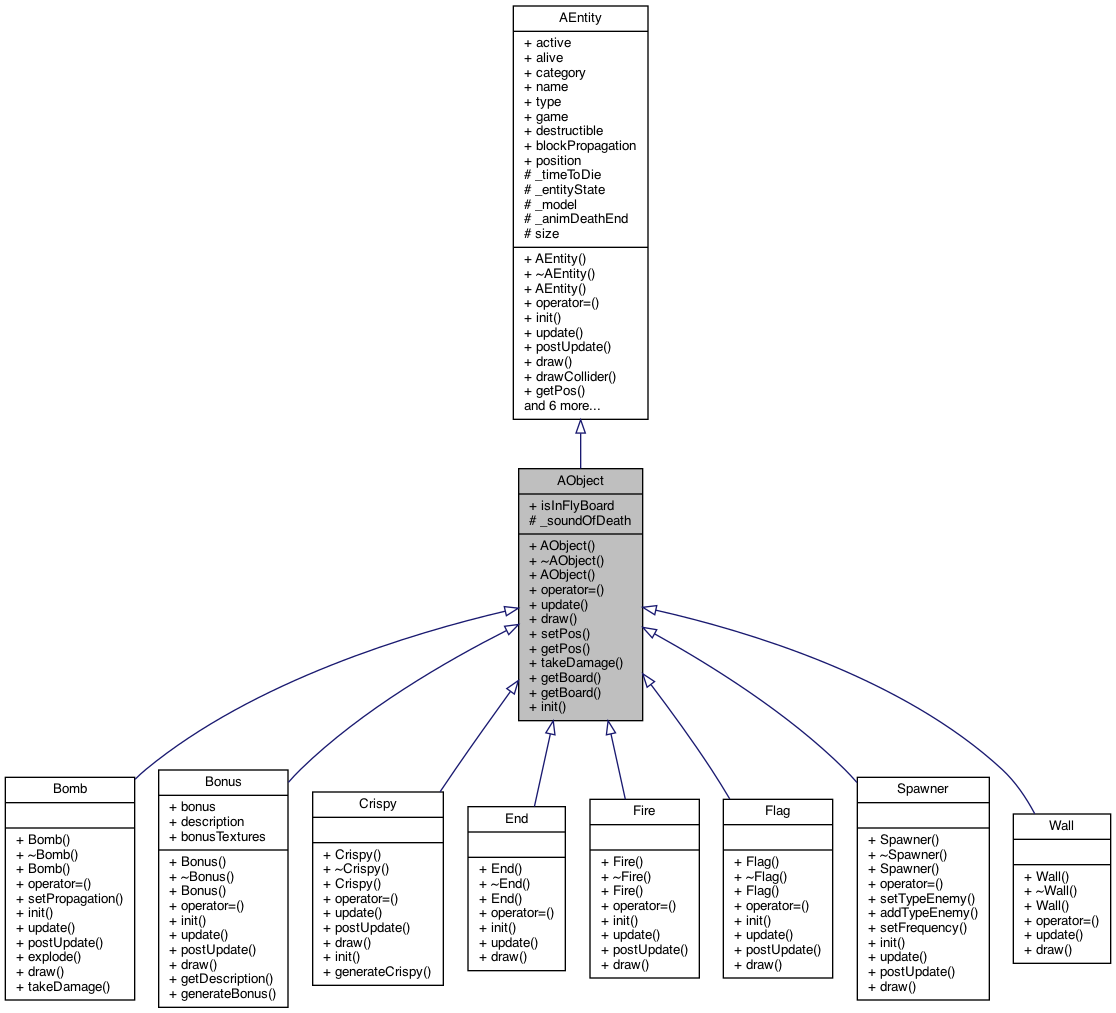 AEntity
+ active
+ alive
+ category
+ name
+ type
+ game
+ destructible
+ blockPropagation
+ position
# _timeToDie
# _entityState
# _model
# _animDeathEnd
# size
+ AEntity()
+ ~AEntity()
+ AEntity()
+ operator=()
+ init()
+ update()
+ postUpdate()
+ draw()
+ drawCollider()
+ getPos()
and 6 more...
AObject
+ isInFlyBoard
# _soundOfDeath
+ AObject()
+ ~AObject()
+ AObject()
+ operator=()
+ update()
+ draw()
+ setPos()
+ getPos()
+ takeDamage()
+ getBoard()
+ getBoard()
+ init()
Bomb
+ Bomb()
+ ~Bomb()
+ Bomb()
+ operator=()
+ setPropagation()
+ init()
+ update()
+ postUpdate()
+ explode()
+ draw()
+ takeDamage()
Bonus
+ bonus
+ description
+ bonusTextures
+ Bonus()
+ ~Bonus()
+ Bonus()
+ operator=()
+ init()
+ update()
+ postUpdate()
+ draw()
+ getDescription()
+ generateBonus()
Crispy
+ Crispy()
+ ~Crispy()
+ Crispy()
+ operator=()
+ update()
+ postUpdate()
+ draw()
+ init()
+ generateCrispy()
End
+ End()
+ ~End()
+ End()
+ operator=()
+ init()
+ update()
+ draw()
Fire
+ Fire()
+ ~Fire()
+ Fire()
+ operator=()
+ init()
+ update()
+ postUpdate()
+ draw()
Flag
+ Flag()
+ ~Flag()
+ Flag()
+ operator=()
+ init()
+ update()
+ postUpdate()
+ draw()
Spawner
+ Spawner()
+ ~Spawner()
+ Spawner()
+ operator=()
+ setTypeEnemy()
+ addTypeEnemy()
+ setFrequency()
+ init()
+ update()
+ postUpdate()
+ draw()
Wall
+ Wall()
+ ~Wall()
+ Wall()
+ operator=()
+ update()
+ draw()